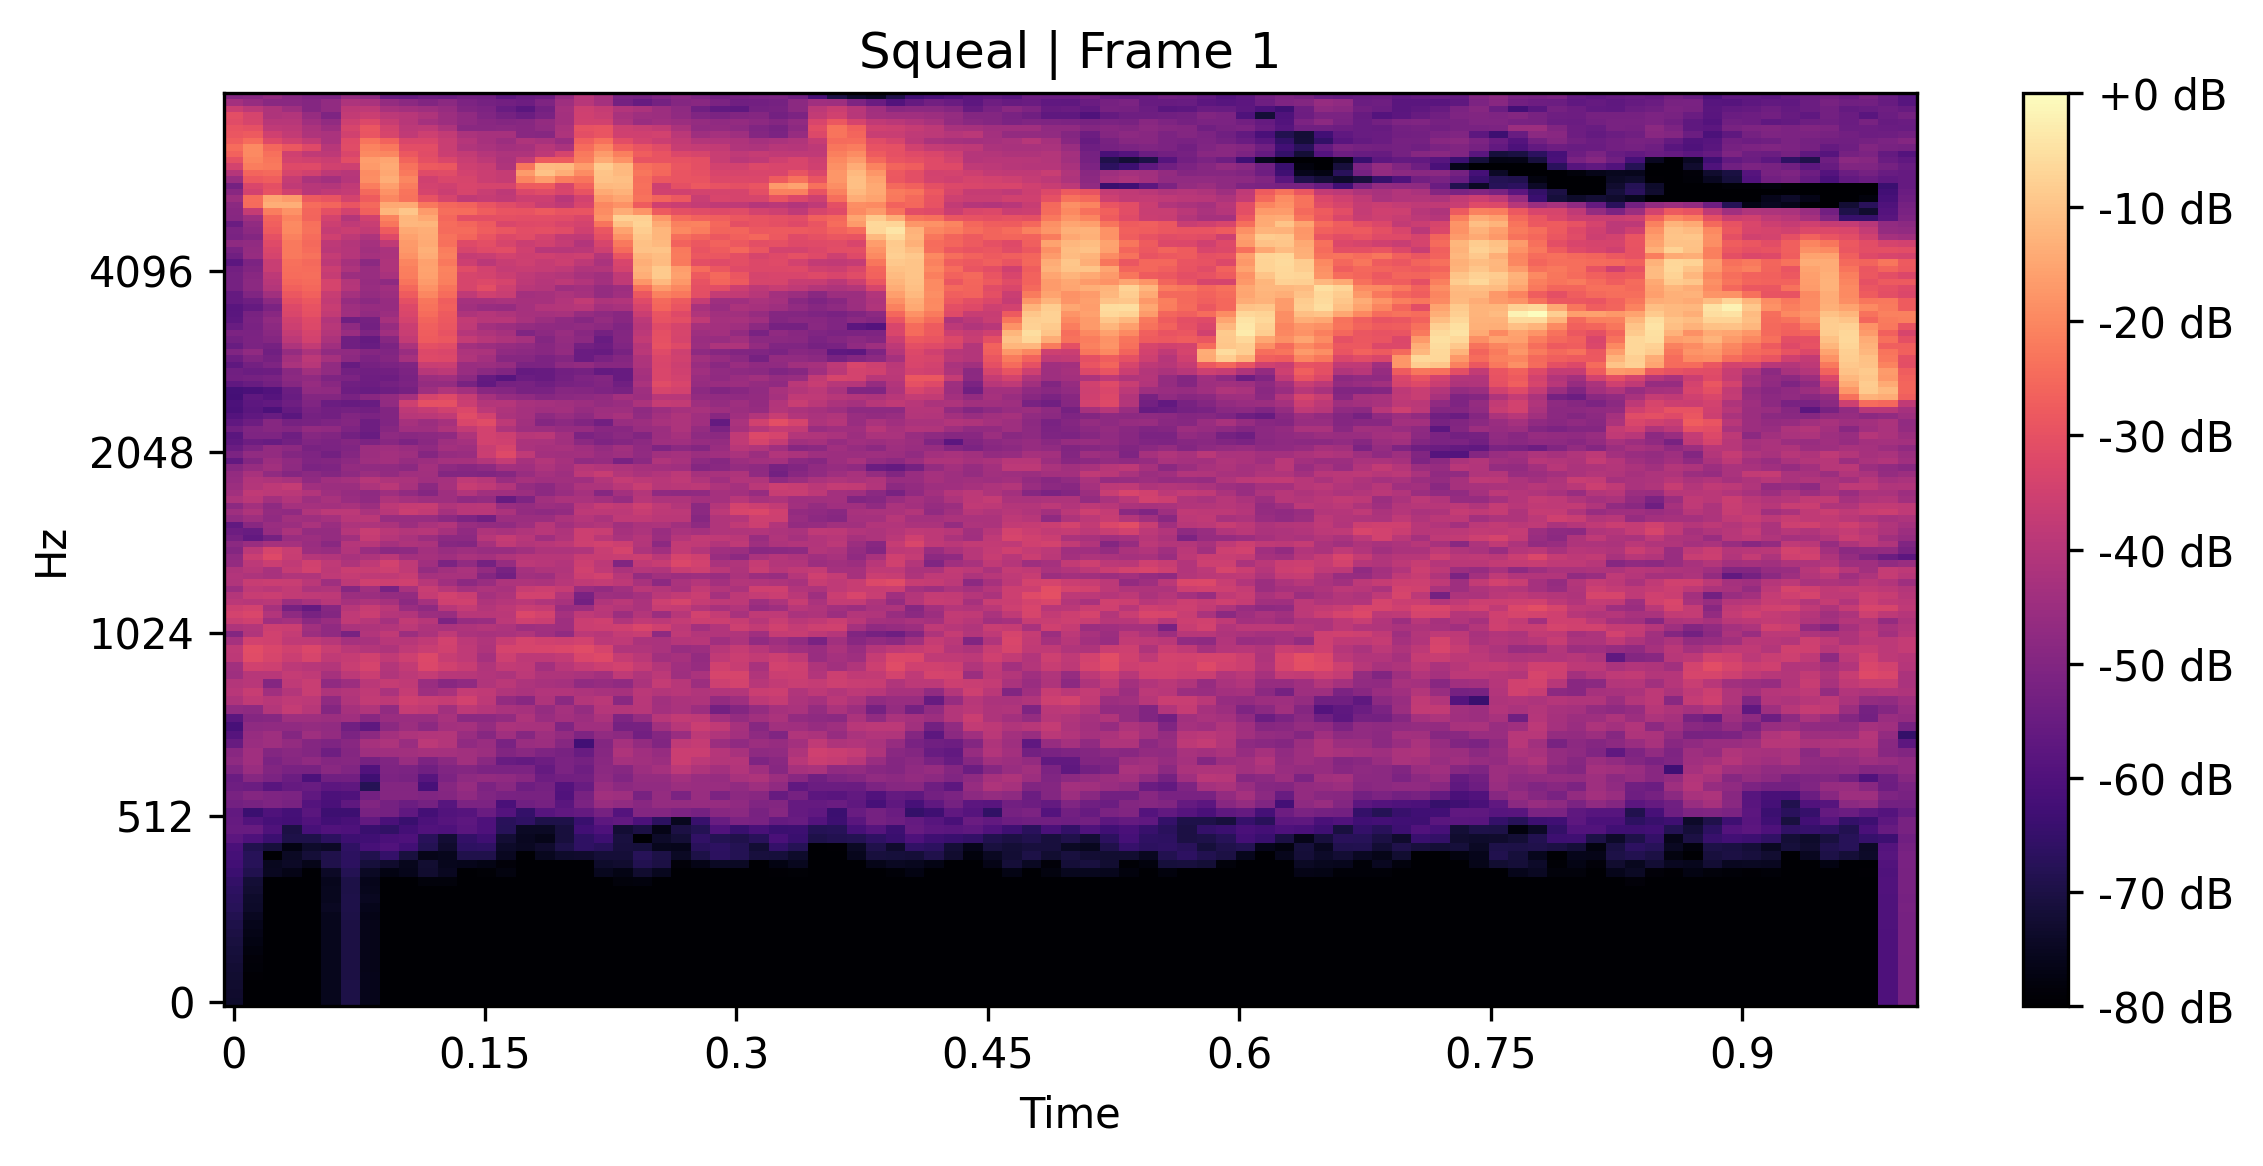 Squeal | Frame 1
+0 dB
-10 dB
-20 dB
-30 dB
-40 dB
-50 dB
-60 dB
-70 dB
-80 dB
Hz
4096
2048
1024
512
0
0 0.15 0.3 0.45 0.6 0.75 0.9
Time